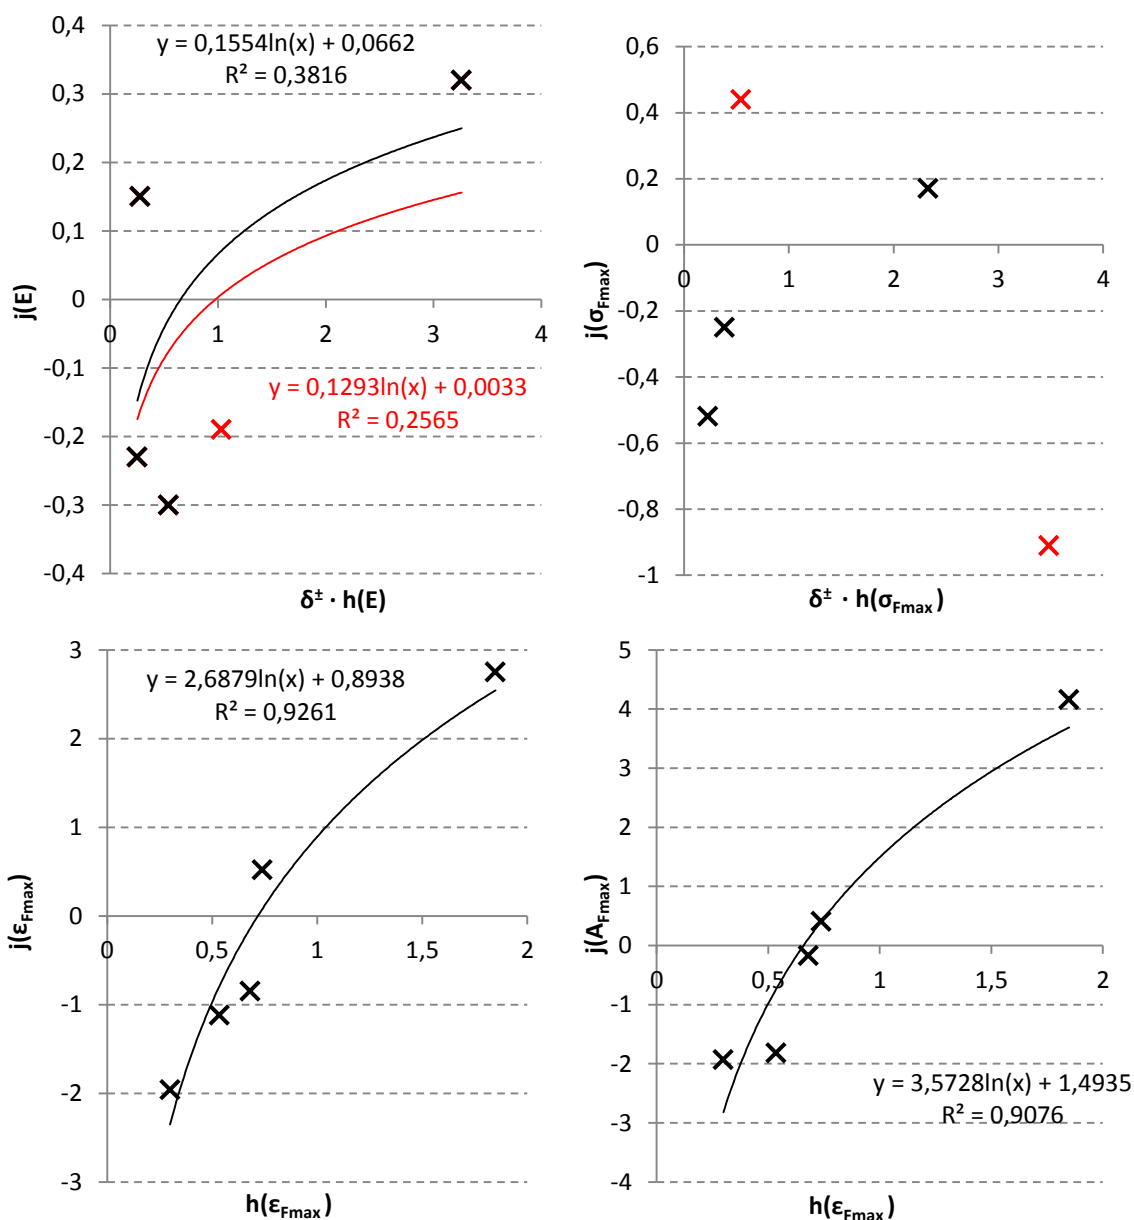 0,4
0,3
0,2
0,1
0
-0,1
-0,2
-0,3
-0,4
y = 0,1554ln(x) + 0,0662
R² = 0,3816
y = 0,1293ln(x) + 0,0033
R² = 0,2565
0 1 2 3 4
j(E)
δ± · h(E)
0,6
0,4
0,2
0
-0,2
-0,4
-0,6
-0,8
-1
0 1 2 3 4
j(σFmax)
δ± · h(σFmax)
3
2
1
0
-1
-2
-3
y = 2,6879ln(x) + 0,8938
R² = 0,9261
0 0,5 1 1,5 2
j(εFmax)
h(εFmax)
5
4
3
2
1
0
-1
-2
-3
-4
0 0,5 1 1,5 2
y = 3,5728ln(x) + 1,4935
R² = 0,9076
j(AFmax)
h(εFmax)